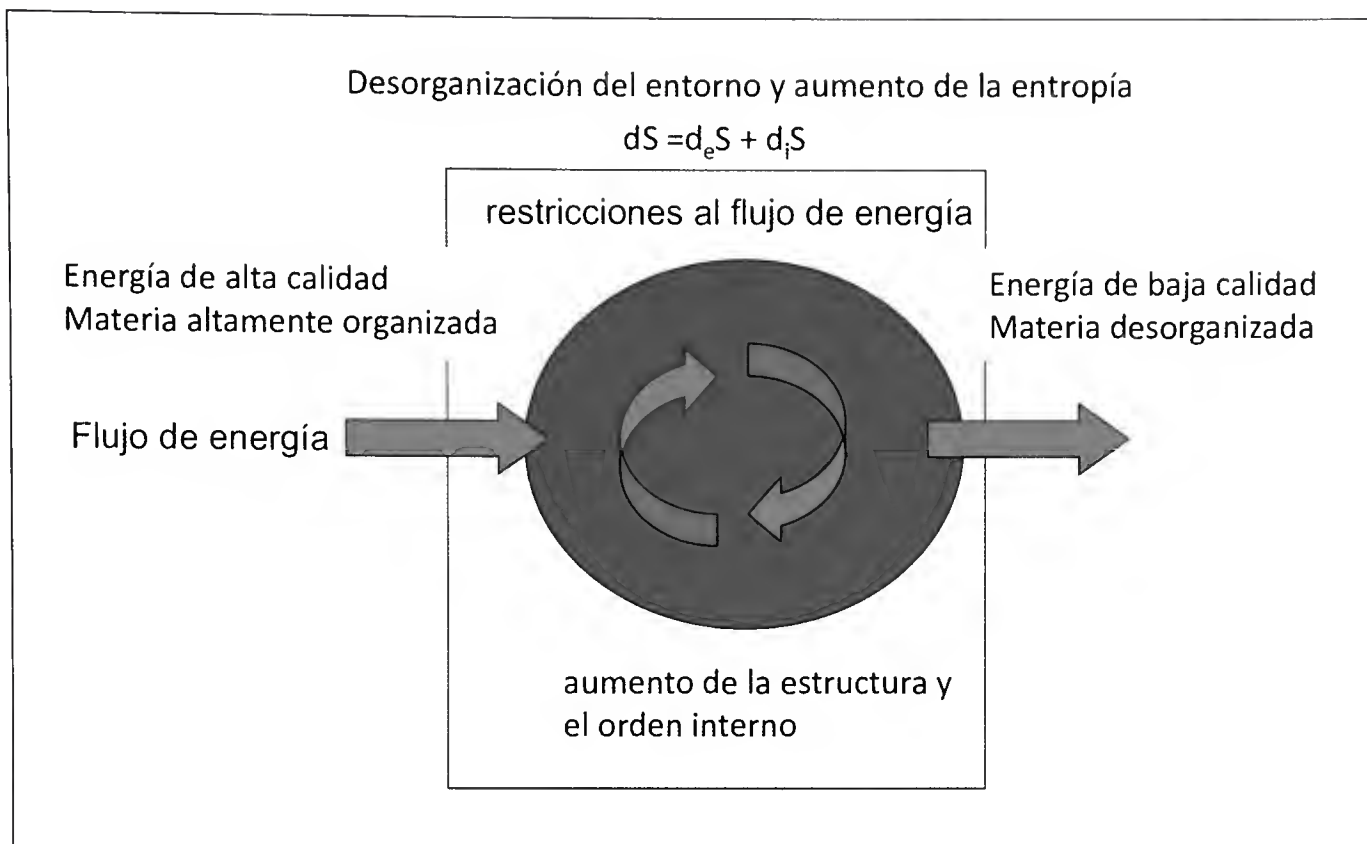 Desorganización del entorno y aumento de la entropía
dS =dₑS + dᵢS
restricciones al flujo de energía
Energía de alta calidad
Materia altamente organizada
Energía de baja calidad
Materia desorganizada
Flujo de energía
aumento de la estructura y
el orden interno